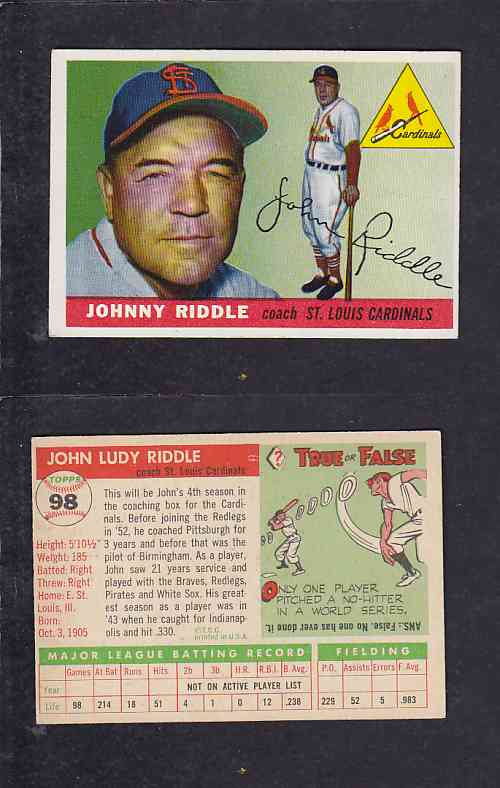 StL
Cardinals
Cardinals
John Riddle
JOHNNY RIDDLE coach ST. LOUIS CARDINALS
JOHN LUDY RIDDLE
coach St. Louis Cardinals
TOPPS
98
Height: 5'10½"
Weight: 185
Batted: Right
Threw: Right
Home: E. St.
Louis, Ill.
Born:
Oct. 3, 1905
This will be John's 4th season in
the coaching box for the Cardi-
nals. Before joining the Redlegs
in '52, he coached Pittsburgh for
3 years and before that was the
pilot of Birmingham. As a player,
John saw 21 years service and
played with the Braves, Redlegs,
Pirates and White Sox. His great-
est season as a player was in
'43 when he caught for Indianap-
olis and hit .330.
©T.C.G.
printed in U.S.A.
? TRUE OR FALSE
ONLY ONE PLAYER
PITCHED A NO-HITTER
IN A WORLD SERIES.
ANS.: False. No one has ever done it.
MAJOR LEAGUE BATTING RECORD
Games At Bat Runs Hits 2b 3b H.R. R.B.I. B. Avg.
Year NOT ON ACTIVE PLAYER LIST
Life 98 214 18 51 4 1 0 12 .238
FIELDING
P.O. Assists Errors F. Avg.
229 52 5 .983